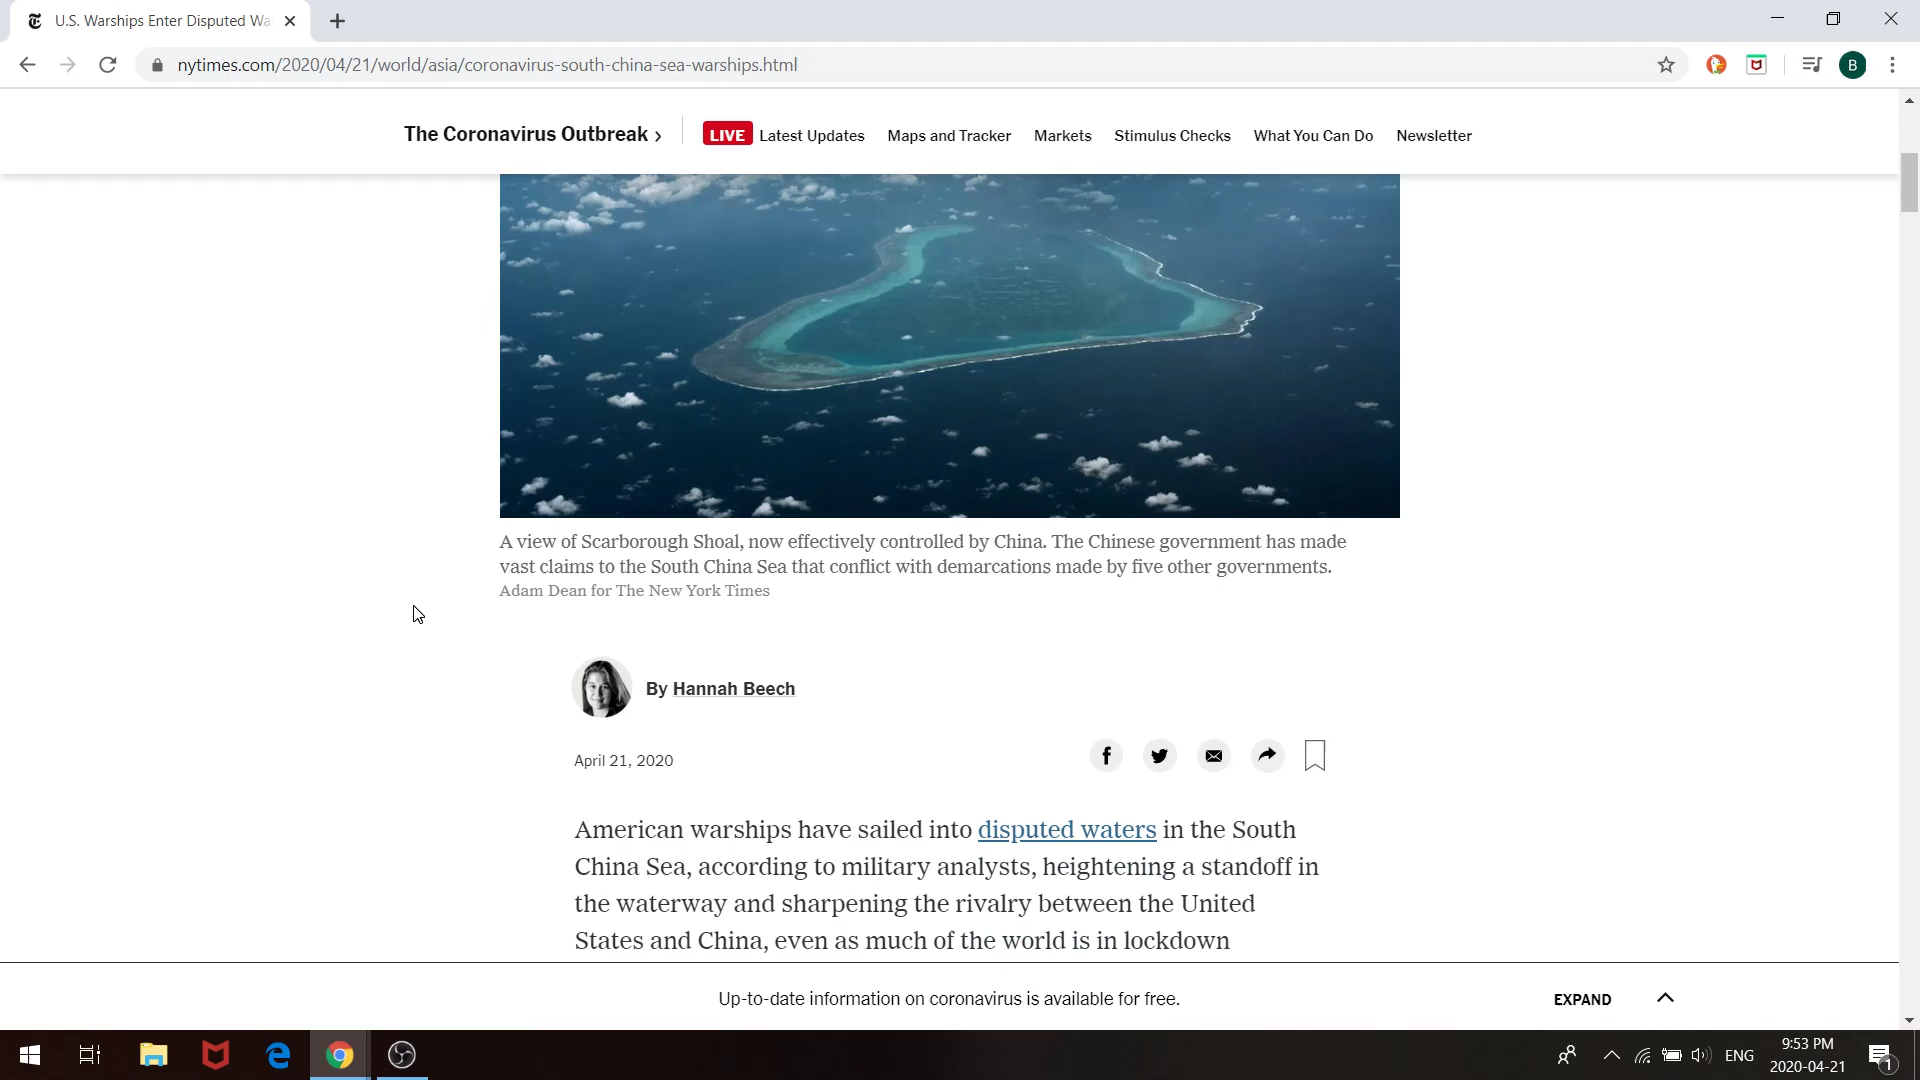 U.S. Warships Enter Disputed Wa
nytimes.com/2020/04/21/world/asia/coronavirus-south-china-sea-warships.html
B
The Coronavirus Outbreak ›
LIVE Latest Updates Maps and Tracker Markets Stimulus Checks What You Can Do Newsletter
A view of Scarborough Shoal, now effectively controlled by China. The Chinese government has made
vast claims to the South China Sea that conflict with demarcations made by five other governments.
Adam Dean for The New York Times
By Hannah Beech
April 21, 2020
American warships have sailed into disputed waters in the South
China Sea, according to military analysts, heightening a standoff in
the waterway and sharpening the rivalry between the United
States and China, even as much of the world is in lockdown
Up-to-date information on coronavirus is available for free.
EXPAND
ENG
9:53 PM
2020-04-21
1